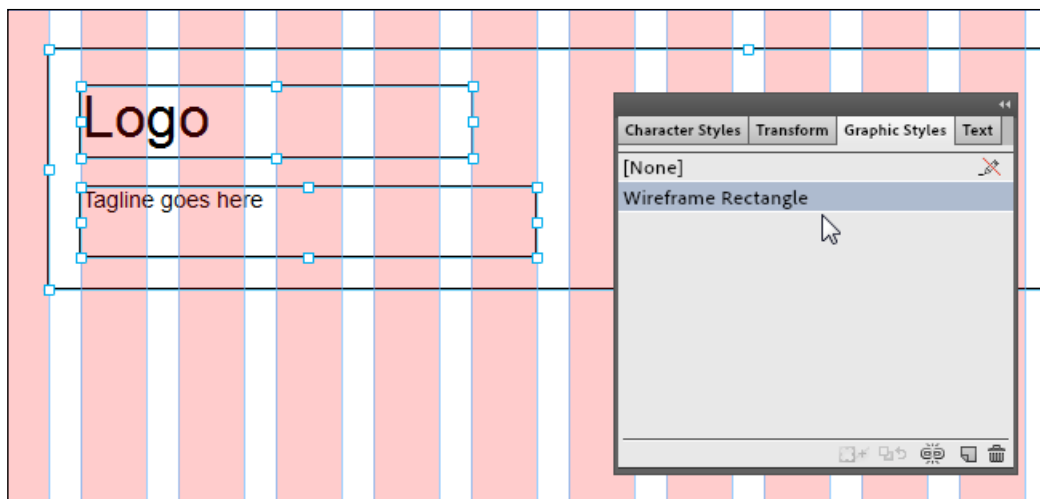 Logo
Tagline goes here
Character Styles Transform Graphic Styles Text
[None]
Wireframe Rectangle